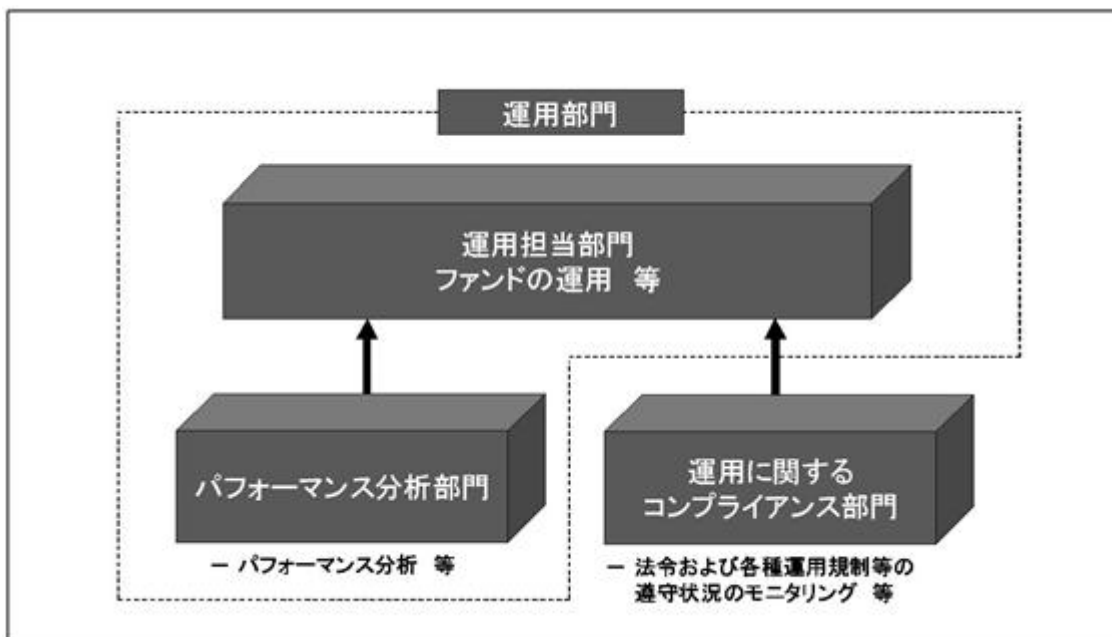 運用部門
運用担当部門
ファンドの運用 等
パフォーマンス分析部門
- パフォーマンス分析 等
運用に関する
コンプライアンス部門
- 法令および各種運用規制等の
遵守状況のモニタリング 等